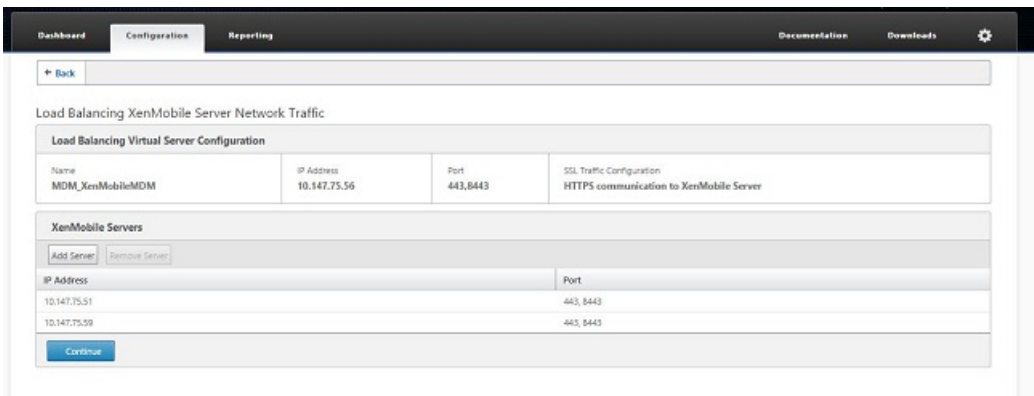 Dashboard Configuration Reporting Documentation Downloads
← Back
Load Balancing XenMobile Server Network Traffic
Load Balancing Virtual Server Configuration
Name IP Address Port SSL Traffic Configuration
MDM_XenMobileMDM 10.147.75.56 443,8443 HTTPS communication to XenMobile Server
XenMobile Servers
Add Server Remove Server
IP Address Port
10.147.75.51 443, 8443
10.147.75.59 443, 8443
Continue